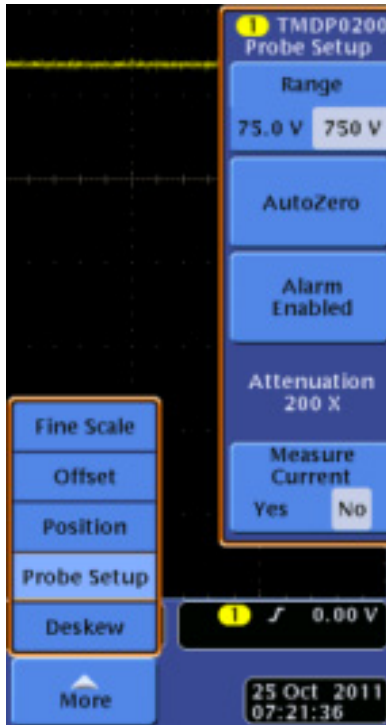 1 TMDP0200
Probe Setup
Range
75.0 V 750 V
AutoZero
Alarm
Enabled
Attenuation
200 X
Measure
Current
Yes No
Fine Scale
Offset
Position
Probe Setup
Deskew
More
1 0.00 V
25 Oct 2011
07:21:36